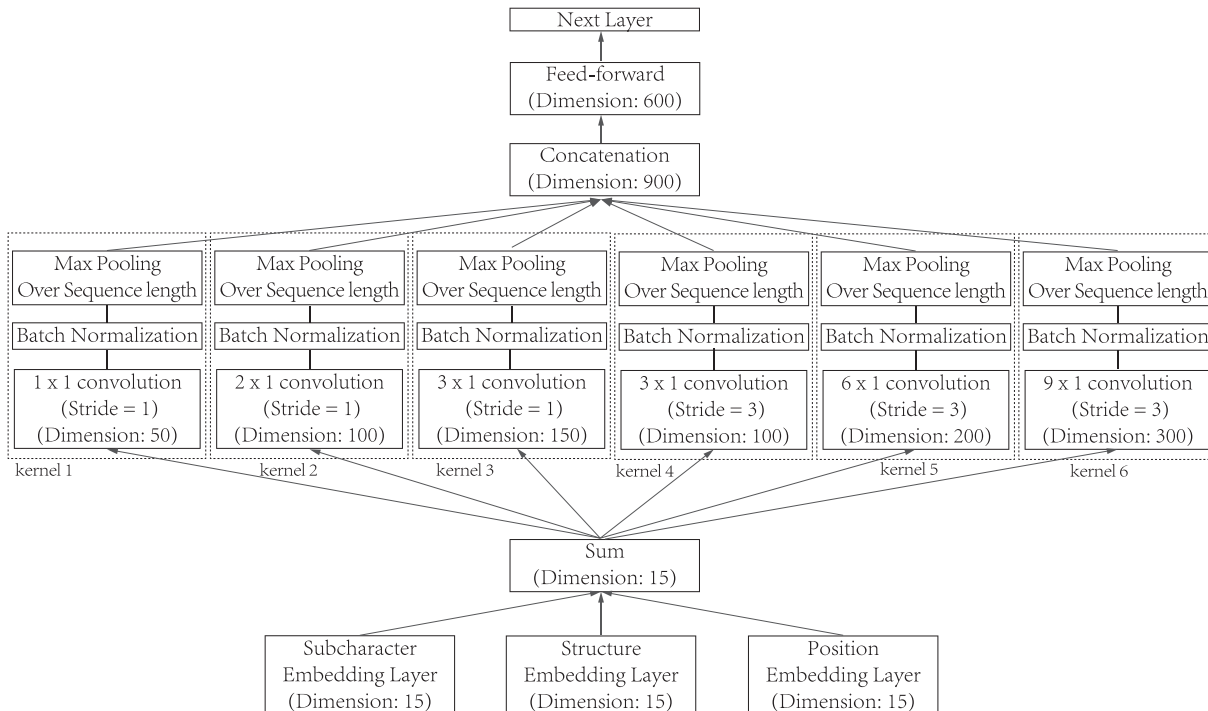 Next Layer
Feed-forward
(Dimension: 600)
Concatenation
(Dimension: 900)
Max Pooling
Over Sequence length
Batch Normalization
1 x 1 convolution
(Stride = 1)
(Dimension: 50)
kernel 1
Max Pooling
Over Sequence length
Batch Normalization
2 x 1 convolution
(Stride = 1)
(Dimension: 100)
kernel 2
Max Pooling
Over Sequence length
Batch Normalization
3 x 1 convolution
(Stride = 1)
(Dimension: 150)
kernel 3
Max Pooling
Over Sequence length
Batch Normalization
3 x 1 convolution
(Stride = 3)
(Dimension: 100)
kernel 4
Max Pooling
Over Sequence length
Batch Normalization
6 x 1 convolution
(Stride = 3)
(Dimension: 200)
kernel 5
Max Pooling
Over Sequence length
Batch Normalization
9 x 1 convolution
(Stride = 3)
(Dimension: 300)
kernel 6
Sum
(Dimension: 15)
Subcharacter
Embedding Layer
(Dimension: 15)
Structure
Embedding Layer
(Dimension: 15)
Position
Embedding Layer
(Dimension: 15)